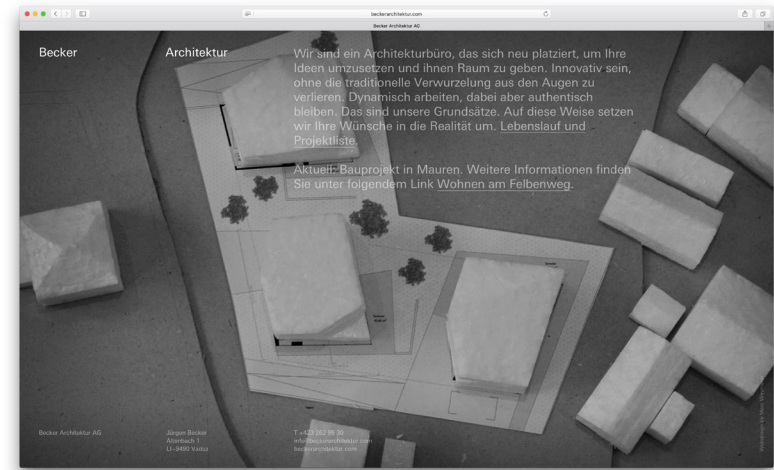 beckerarchitektur.com
Becker Architektur AG
Becker
Architektur
Wir sind ein Architekturbüro, das sich neu platziert, um Ihre
Ideen umzusetzen und ihnen Raum zu geben. Innovativ sein,
ohne die traditionelle Verwurzelung aus den Augen zu
verlieren. Dynamisch arbeiten, dabei aber authentisch
bleiben. Das sind unsere Grundsätze. Auf diese Weise setzen
wir Ihre Wünsche in die Realität um. Lebenslauf und
Projektliste.
Aktuell: Bauprojekt in Mauren. Weitere Informationen finden
Sie unter folgendem Link Wohnen am Felbenweg.
Becker Architektur AG
Jürgen Becker
Altenbach 1
LI–9490 Vaduz
info@beckerarchitektur.com
beckerarchitektur.com